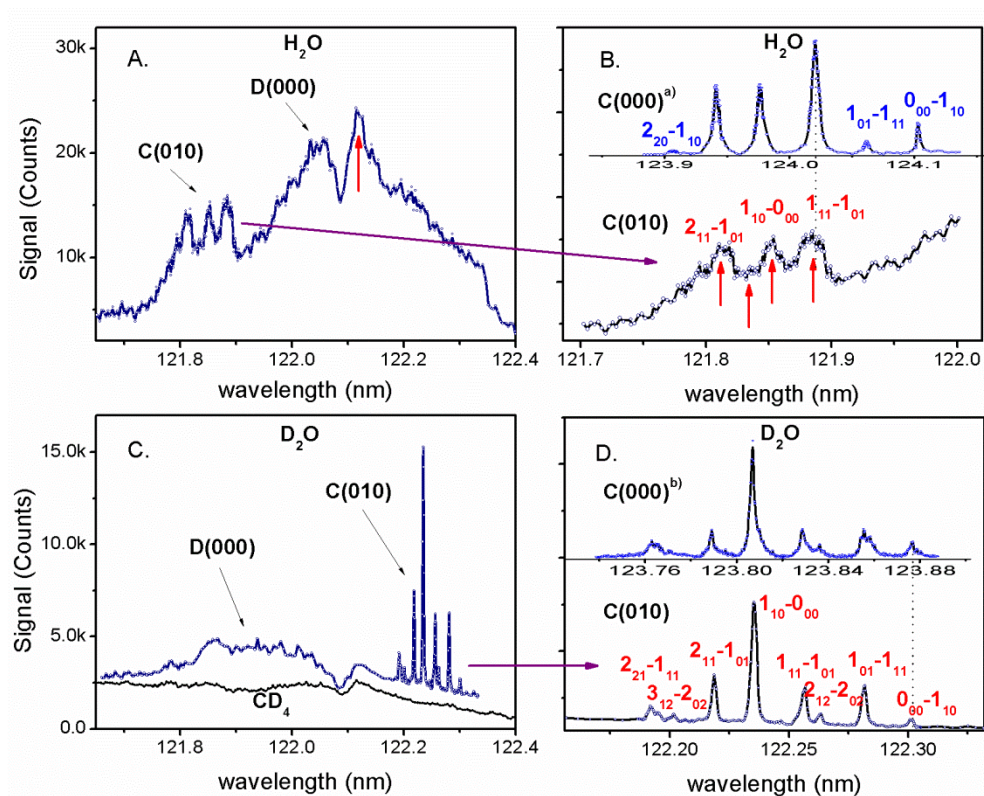 A.
H₂O
30k
20k
10k
Signal (Counts)
C(010)
D(000)
121.8 122.0 122.2 122.4
wavelength (nm)
B.
H₂O
C(000)ᵃ⁾
2₂₀-1₁₀
1₀₁-1₁₁
0₀₀-1₁₀
123.9 124.0 124.1
C(010)
2₁₁-1₀₁
1₁₀-0₀₀
1₁₁-1₀₁
121.7 121.8 121.9 122.0
wavelength (nm)
C.
D₂O
15.0k
10.0k
5.0k
0.0
Signal (Counts)
C(010)
D(000)
CD₄
121.8 122.0 122.2 122.4
wavelength (nm)
D.
D₂O
C(000)ᵇ⁾
123.76 123.80 123.84 123.88
C(010)
2₂₁-1₁₁
3₁₂-2₀₂
2₁₁-1₀₁
1₁₀-0₀₀
1₁₁-1₀₁
2₁₂-2₀₂
1₀₁-1₁₁
0₀₀-1₁₀
122.20 122.25 122.30
wavelength (nm)